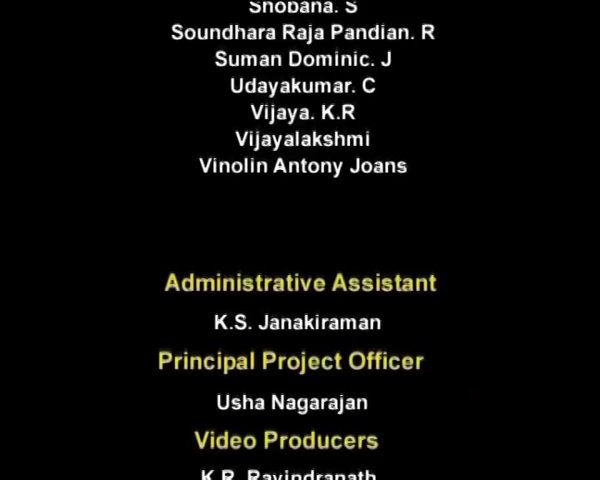 Shobana. S
Soundhara Raja Pandian. R
Suman Dominic. J
Udayakumar. C
Vijaya. K.R
Vijayalakshmi
Vinolin Antony Joans
Administrative Assistant
K.S. Janakiraman
Principal Project Officer
Usha Nagarajan
Video Producers
K.R. Ravindranath